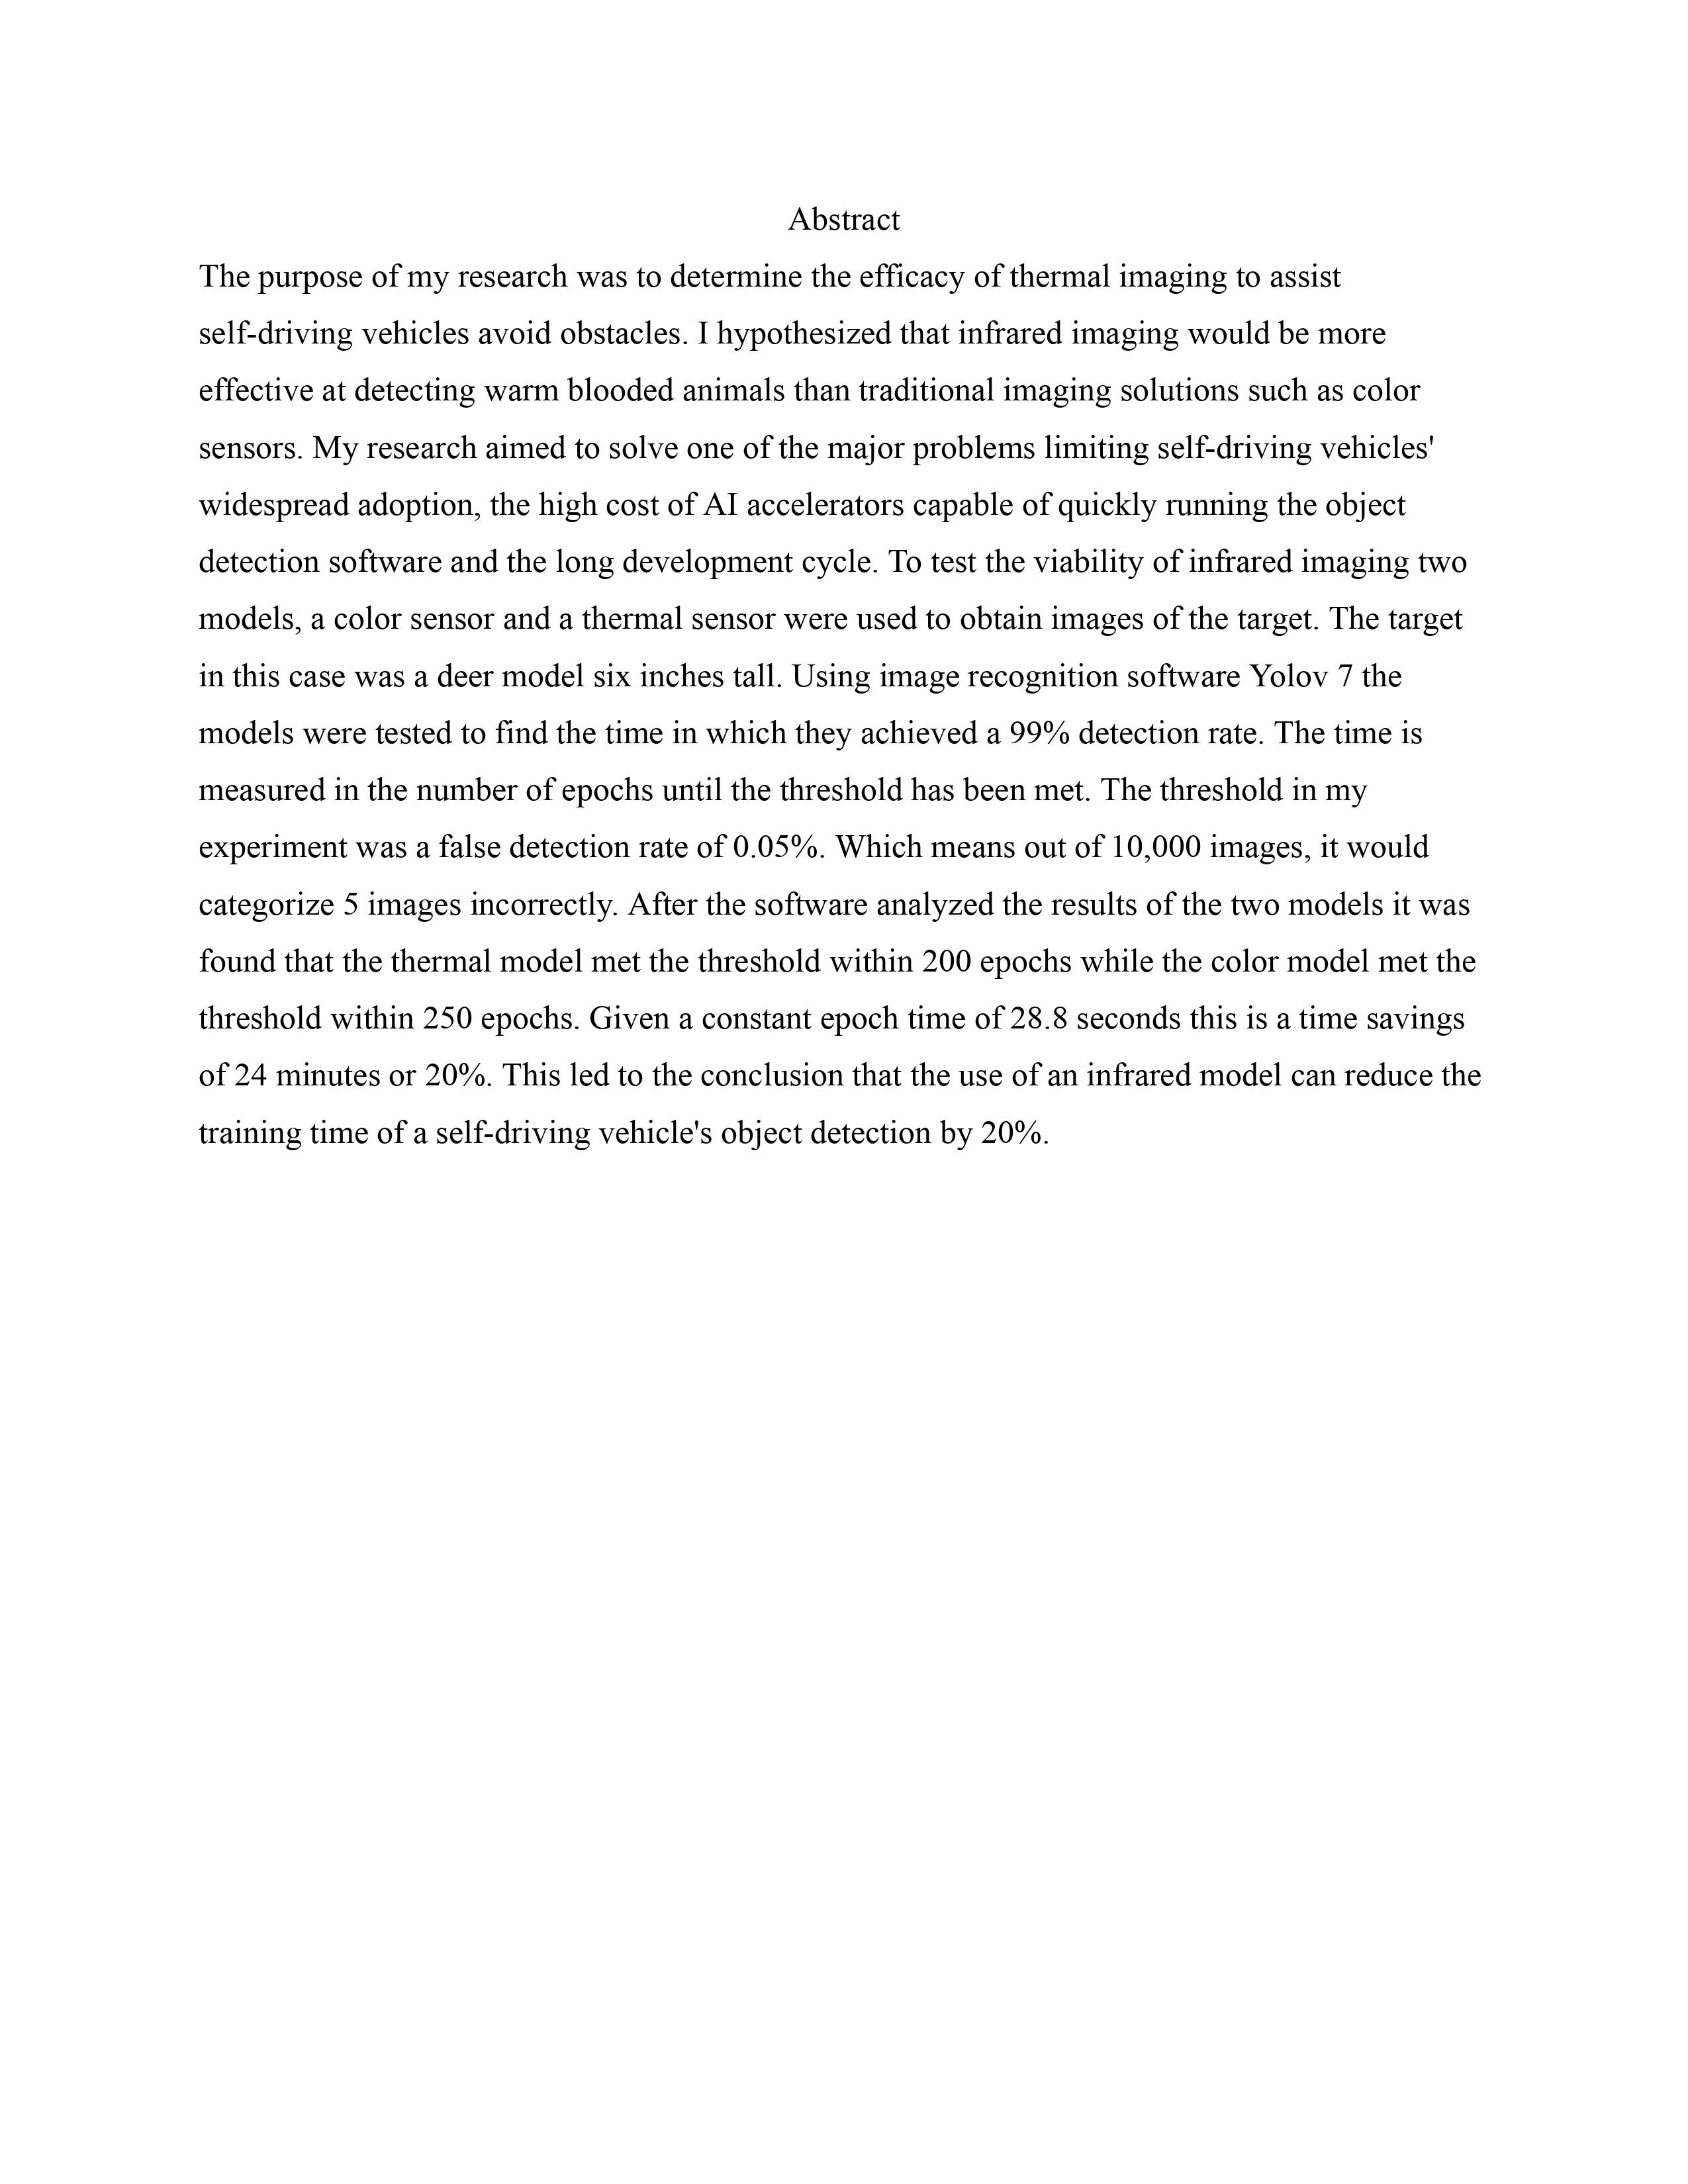 Abstract
The purpose of my research was to determine the efficacy of thermal imaging to assist
self-driving vehicles avoid obstacles. I hypothesized that infrared imaging would be more
effective at detecting warm blooded animals than traditional imaging solutions such as color
sensors. My research aimed to solve one of the major problems limiting self-driving vehicles'
widespread adoption, the high cost of AI accelerators capable of quickly running the object
detection software and the long development cycle. To test the viability of infrared imaging two
models, a color sensor and a thermal sensor were used to obtain images of the target. The target
in this case was a deer model six inches tall. Using image recognition software Yolov 7 the
models were tested to find the time in which they achieved a 99% detection rate. The time is
measured in the number of epochs until the threshold has been met. The threshold in my
experiment was a false detection rate of 0.05%. Which means out of 10,000 images, it would
categorize 5 images incorrectly. After the software analyzed the results of the two models it was
found that the thermal model met the threshold within 200 epochs while the color model met the
threshold within 250 epochs. Given a constant epoch time of 28.8 seconds this is a time savings
of 24 minutes or 20%. This led to the conclusion that the use of an infrared model can reduce the
training time of a self-driving vehicle's object detection by 20%.